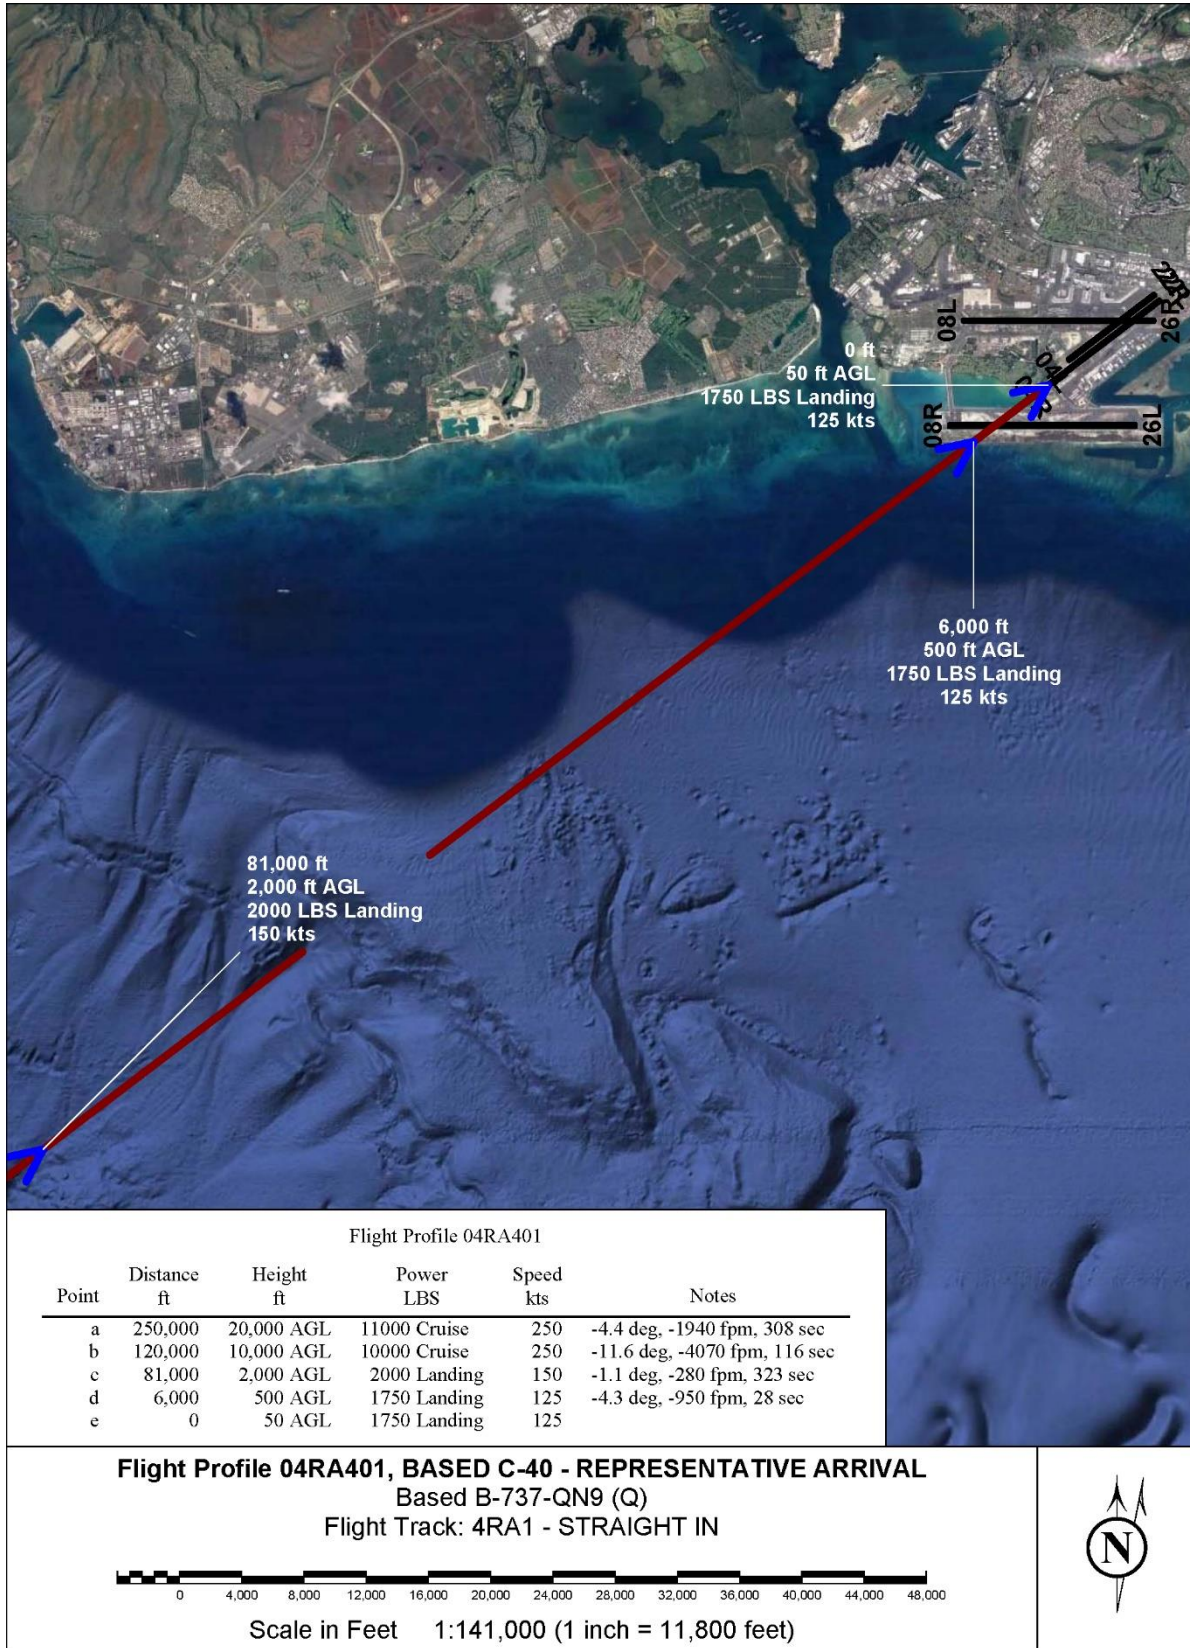 22R
08L
26R
04L
08R
26L
0 ft
50 ft AGL
1750 LBS Landing
125 kts
6,000 ft
500 ft AGL
1750 LBS Landing
125 kts
81,000 ft
2,000 ft AGL
2000 LBS Landing
150 kts
Flight Profile 04RA401
Point Distance ft Height ft Power LBS Speed kts Notes
a 250,000 20,000 AGL 11000 Cruise 250 -4.4 deg, -1940 fpm, 308 sec
b 120,000 10,000 AGL 10000 Cruise 250 -11.6 deg, -4070 fpm, 116 sec
c 81,000 2,000 AGL 2000 Landing 150 -1.1 deg, -280 fpm, 323 sec
d 6,000 500 AGL 1750 Landing 125 -4.3 deg, -950 fpm, 28 sec
e 0 50 AGL 1750 Landing 125
Flight Profile 04RA401, BASED C-40 - REPRESENTATIVE ARRIVAL
Based B-737-QN9 (Q)
Flight Track: 4RA1 - STRAIGHT IN
0 4,000 8,000 12,000 16,000 20,000 24,000 28,000 32,000 36,000 40,000 44,000 48,000
Scale in Feet 1:141,000 (1 inch = 11,800 feet)
N